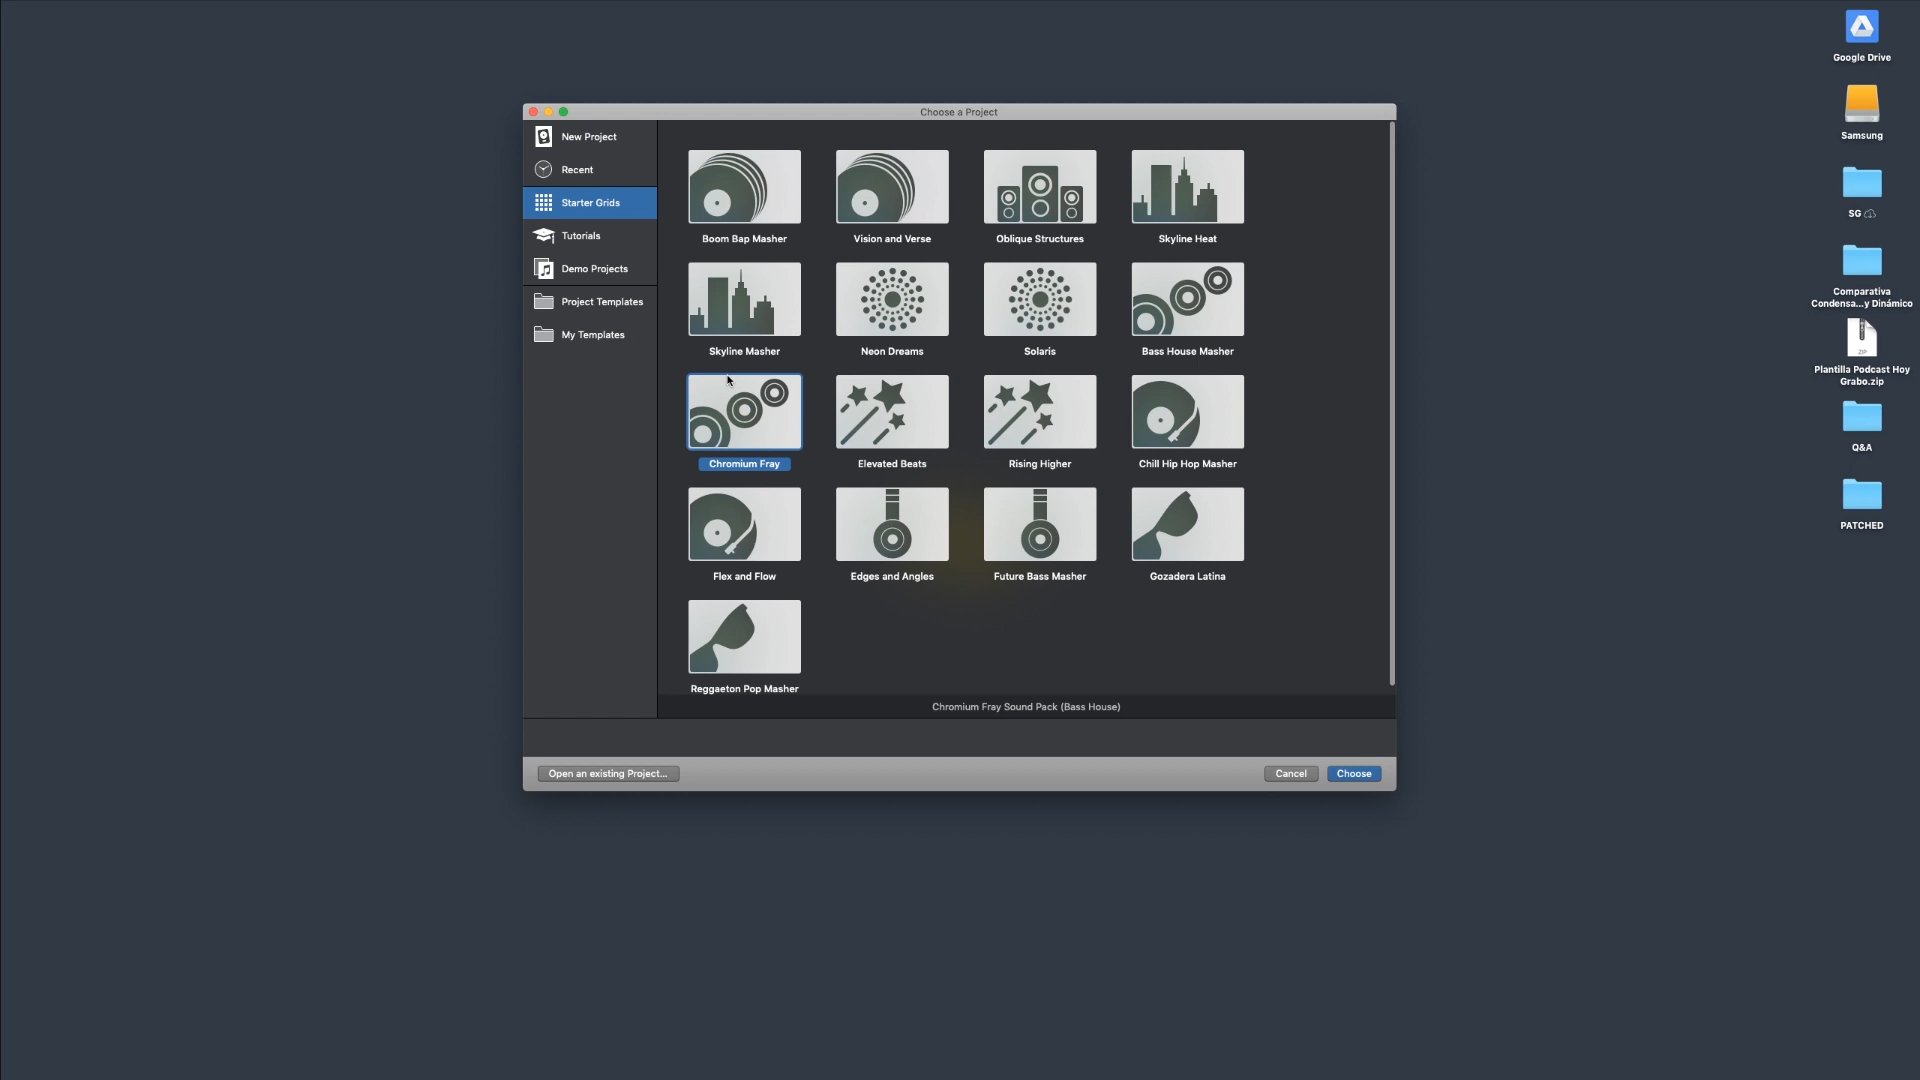 Choose a Project
New Project
Recent
Starter Grids
Tutorials
Demo Projects
Project Templates
My Templates
Boom Bap Masher
Vision and Verse
Oblique Structures
Skyline Heat
Skyline Masher
Neon Dreams
Solaris
Bass House Masher
Chromium Fray
Elevated Beats
Rising Higher
Chill Hip Hop Masher
Flex and Flow
Edges and Angles
Future Bass Masher
Gozadera Latina
Reggaeton Pop Masher
Chromium Fray Sound Pack (Bass House)
Open an existing Project...
Cancel
Choose
Google Drive
Samsung
SG
Comparativa
Condensa...y Dinámico
ZIP
Plantilla Podcast Hoy
Grabo.zip
Q&A
PATCHED